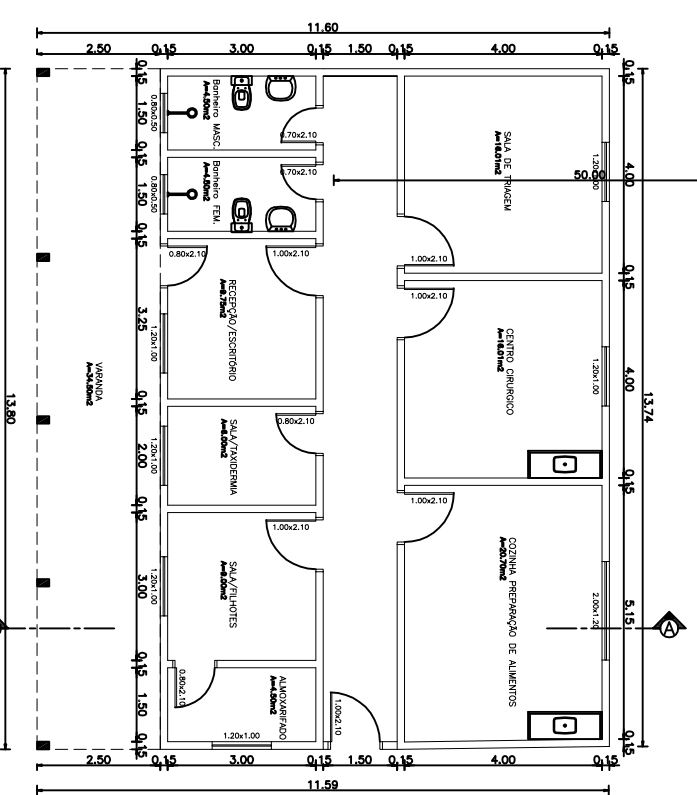 11.60
2.50 0.15 3.00 0.15 1.50 0.15 4.00 0.15
0.15
0.15
1.50
0.80x0.50
Banheiro MASC.
A=4.50m2
0.70x2.10
SALA DE TRIAGEM
A=16.01m2
4.00
0.15
0.70x2.10
50.00
1.50
0.80x0.50
Banheiro FEM.
A=4.50m2
0.15
0.80x2.10
1.00x2.10
1.00x2.10
0.15
RECEPÇÃO/ESCRITÓRIO
A=9.75m2
3.25
1.20x1.00
1.00x2.10
CENTRO CIRURGICO
A=16.01m2
1.20x1.00
4.00
13.74
13.80
VARANDA
A=34.50m2
0.15
0.80x2.10
SALA/TAXIDERMIA
A=6.00m2
2.00
1.20x1.00
0.15
0.15
1.00x2.10
1.00x2.10
SALA/FILHOTES
A=9.00m2
3.00
1.20x1.00
COZINHA PREPARAÇÃO DE ALIMENTOS
A=20.70m2
2.00x1.20
5.15
A
0.15
0.80x2.10
ALMOXARIFADO
A=4.50m2
1.50
1.00x2.10
1.20x1.00
0.15
0.15
2.50 0.15 3.00 0.15 1.50 0.15 4.00 0.15
11.59